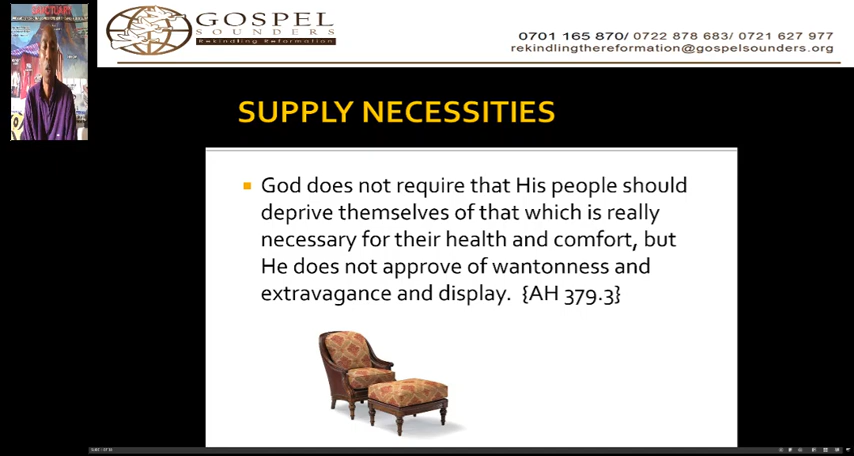 SANCTUARY
GOSPEL
SOUNDERS
Rekindling Reformation
0701 165 870/ 0722 878 683/ 0721 627 977
rekindlingthereformation@gospelsounders.org
SUPPLY NECESSITIES
God does not require that His people should
deprive themselves of that which is really
necessary for their health and comfort, but
He does not approve of wantonness and
extravagance and display. {AH 379.3}